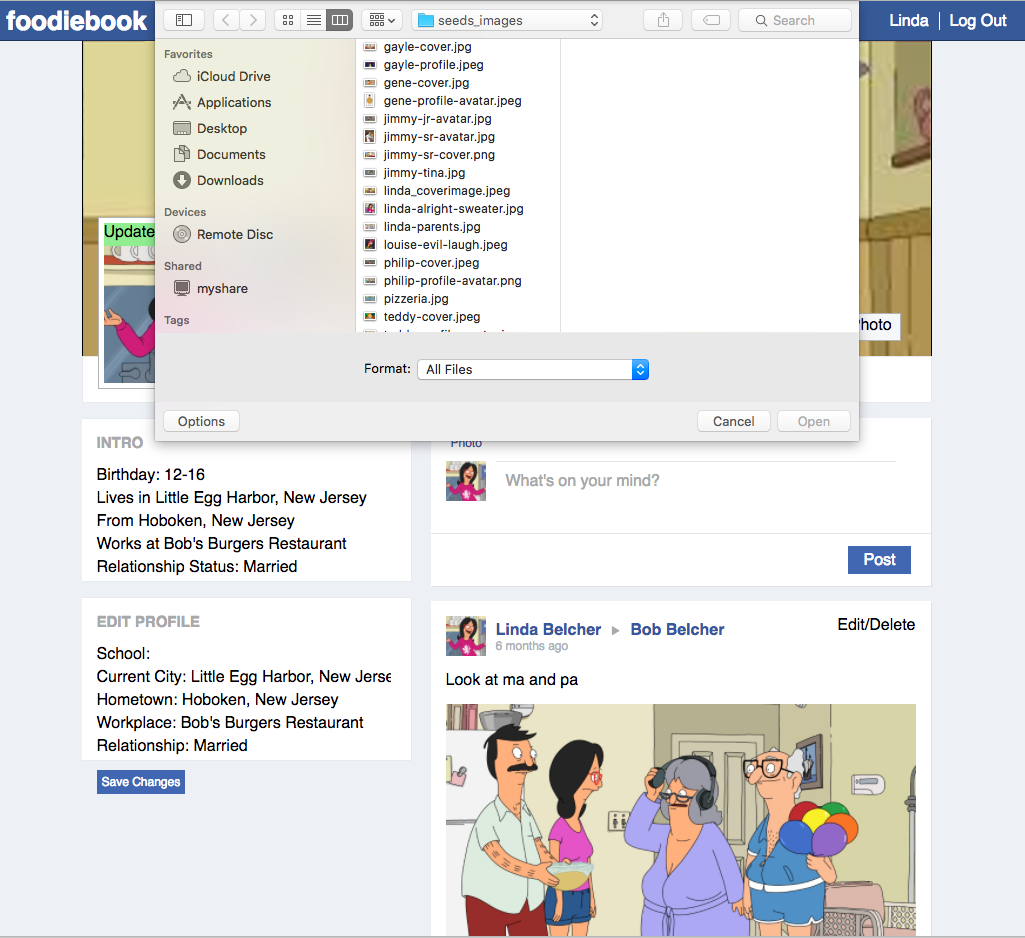 foodiebook
seeds_images
Search
Linda
Log Out
Favorites
iCloud Drive
Applications
Desktop
Documents
Downloads
Devices
Remote Disc
Shared
myshare
Tags
gayle-cover.jpg
gayle-profile.jpeg
gene-cover.jpg
gene-profile-avatar.jpeg
jimmy-jr-avatar.jpg
jimmy-sr-avatar.jpg
jimmy-sr-cover.png
jimmy-tina.jpg
linda_coverimage.jpeg
linda-alright-sweater.jpg
linda-parents.jpg
louise-evil-laugh.jpeg
philip-cover.jpeg
philip-profile-avatar.png
pizzeria.jpg
teddy-cover.jpeg
Update
Photo
Format:
All Files
Options
Cancel
Open
INTRO
Birthday: 12-16
Lives in Little Egg Harbor, New Jersey
From Hoboken, New Jersey
Works at Bob's Burgers Restaurant
Relationship Status: Married
EDIT PROFILE
School:
Current City: Little Egg Harbor, New Jerse
Hometown: Hoboken, New Jersey
Workplace: Bob's Burgers Restaurant
Relationship: Married
Save Changes
Photo
What's on your mind?
Post
Linda Belcher ▸ Bob Belcher
Edit/Delete
6 months ago
Look at ma and pa